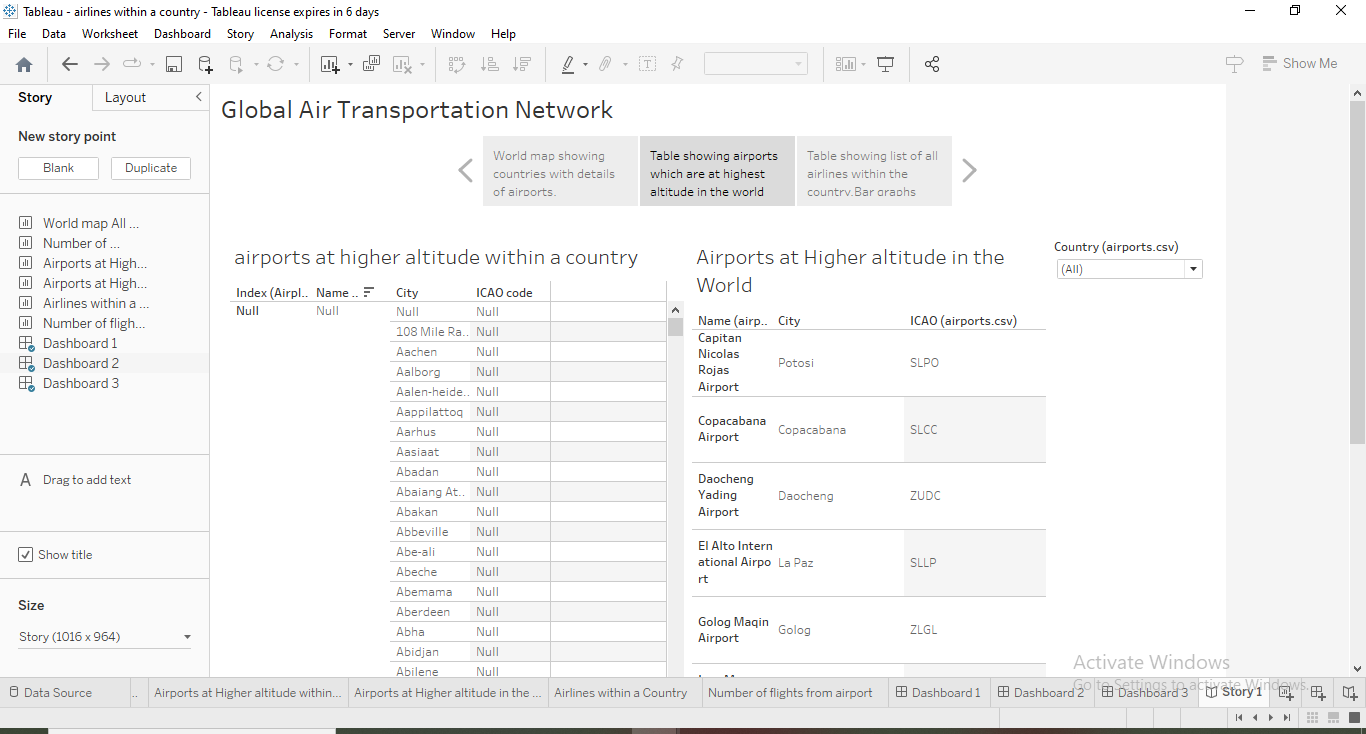 Tableau - airlines within a country - Tableau license expires in 6 days
File Data Worksheet Dashboard Story Analysis Format Server Window Help
Show Me
Story Layout
New story point
Blank Duplicate
World map All ...
Number of ...
Airports at High...
Airports at High...
Airlines within a ...
Number of fligh...
Dashboard 1
Dashboard 2
Dashboard 3
A Drag to add text
Show title
Size
Story (1016 x 964)
Global Air Transportation Network
World map showing
countries with details
of airports.
Table showing airports
which are at highest
altitude in the world
Table showing list of all
airlines within the
country.Bar graphs
airports at higher altitude within a country
Index (Airpl.. Name .. City ICAO code
Null Null Null Null
108 Mile Ra.. Null
Aachen Null
Aalborg Null
Aalen-heide.. Null
Aappilattoq Null
Aarhus Null
Aasiaat Null
Abadan Null
Abaiang At.. Null
Abakan Null
Abbeville Null
Abe-ali Null
Abeche Null
Abemama Null
Aberdeen Null
Abha Null
Abidjan Null
Abilene Null
Airports at Higher altitude in the
World
Name (airp.. City ICAO (airports.csv)
Capitan
Nicolas
Rojas
Airport
Potosi SLPO
Copacabana
Airport
Copacabana SLCC
Daocheng
Yading
Airport
Daocheng ZUDC
El Alto Intern
ational Airpo
rt
La Paz SLLP
Golog Maqin
Airport
Golog ZLGL
Country (airports.csv)
(All)
Activate Windows
Go to Settings to activate Windows.
Data Source .. Airports at Higher altitude within... Airports at Higher altitude in the ... Airlines within a Country Number of flights from airport Dashboard 1 Dashboard 2 Dashboard 3 Story 1